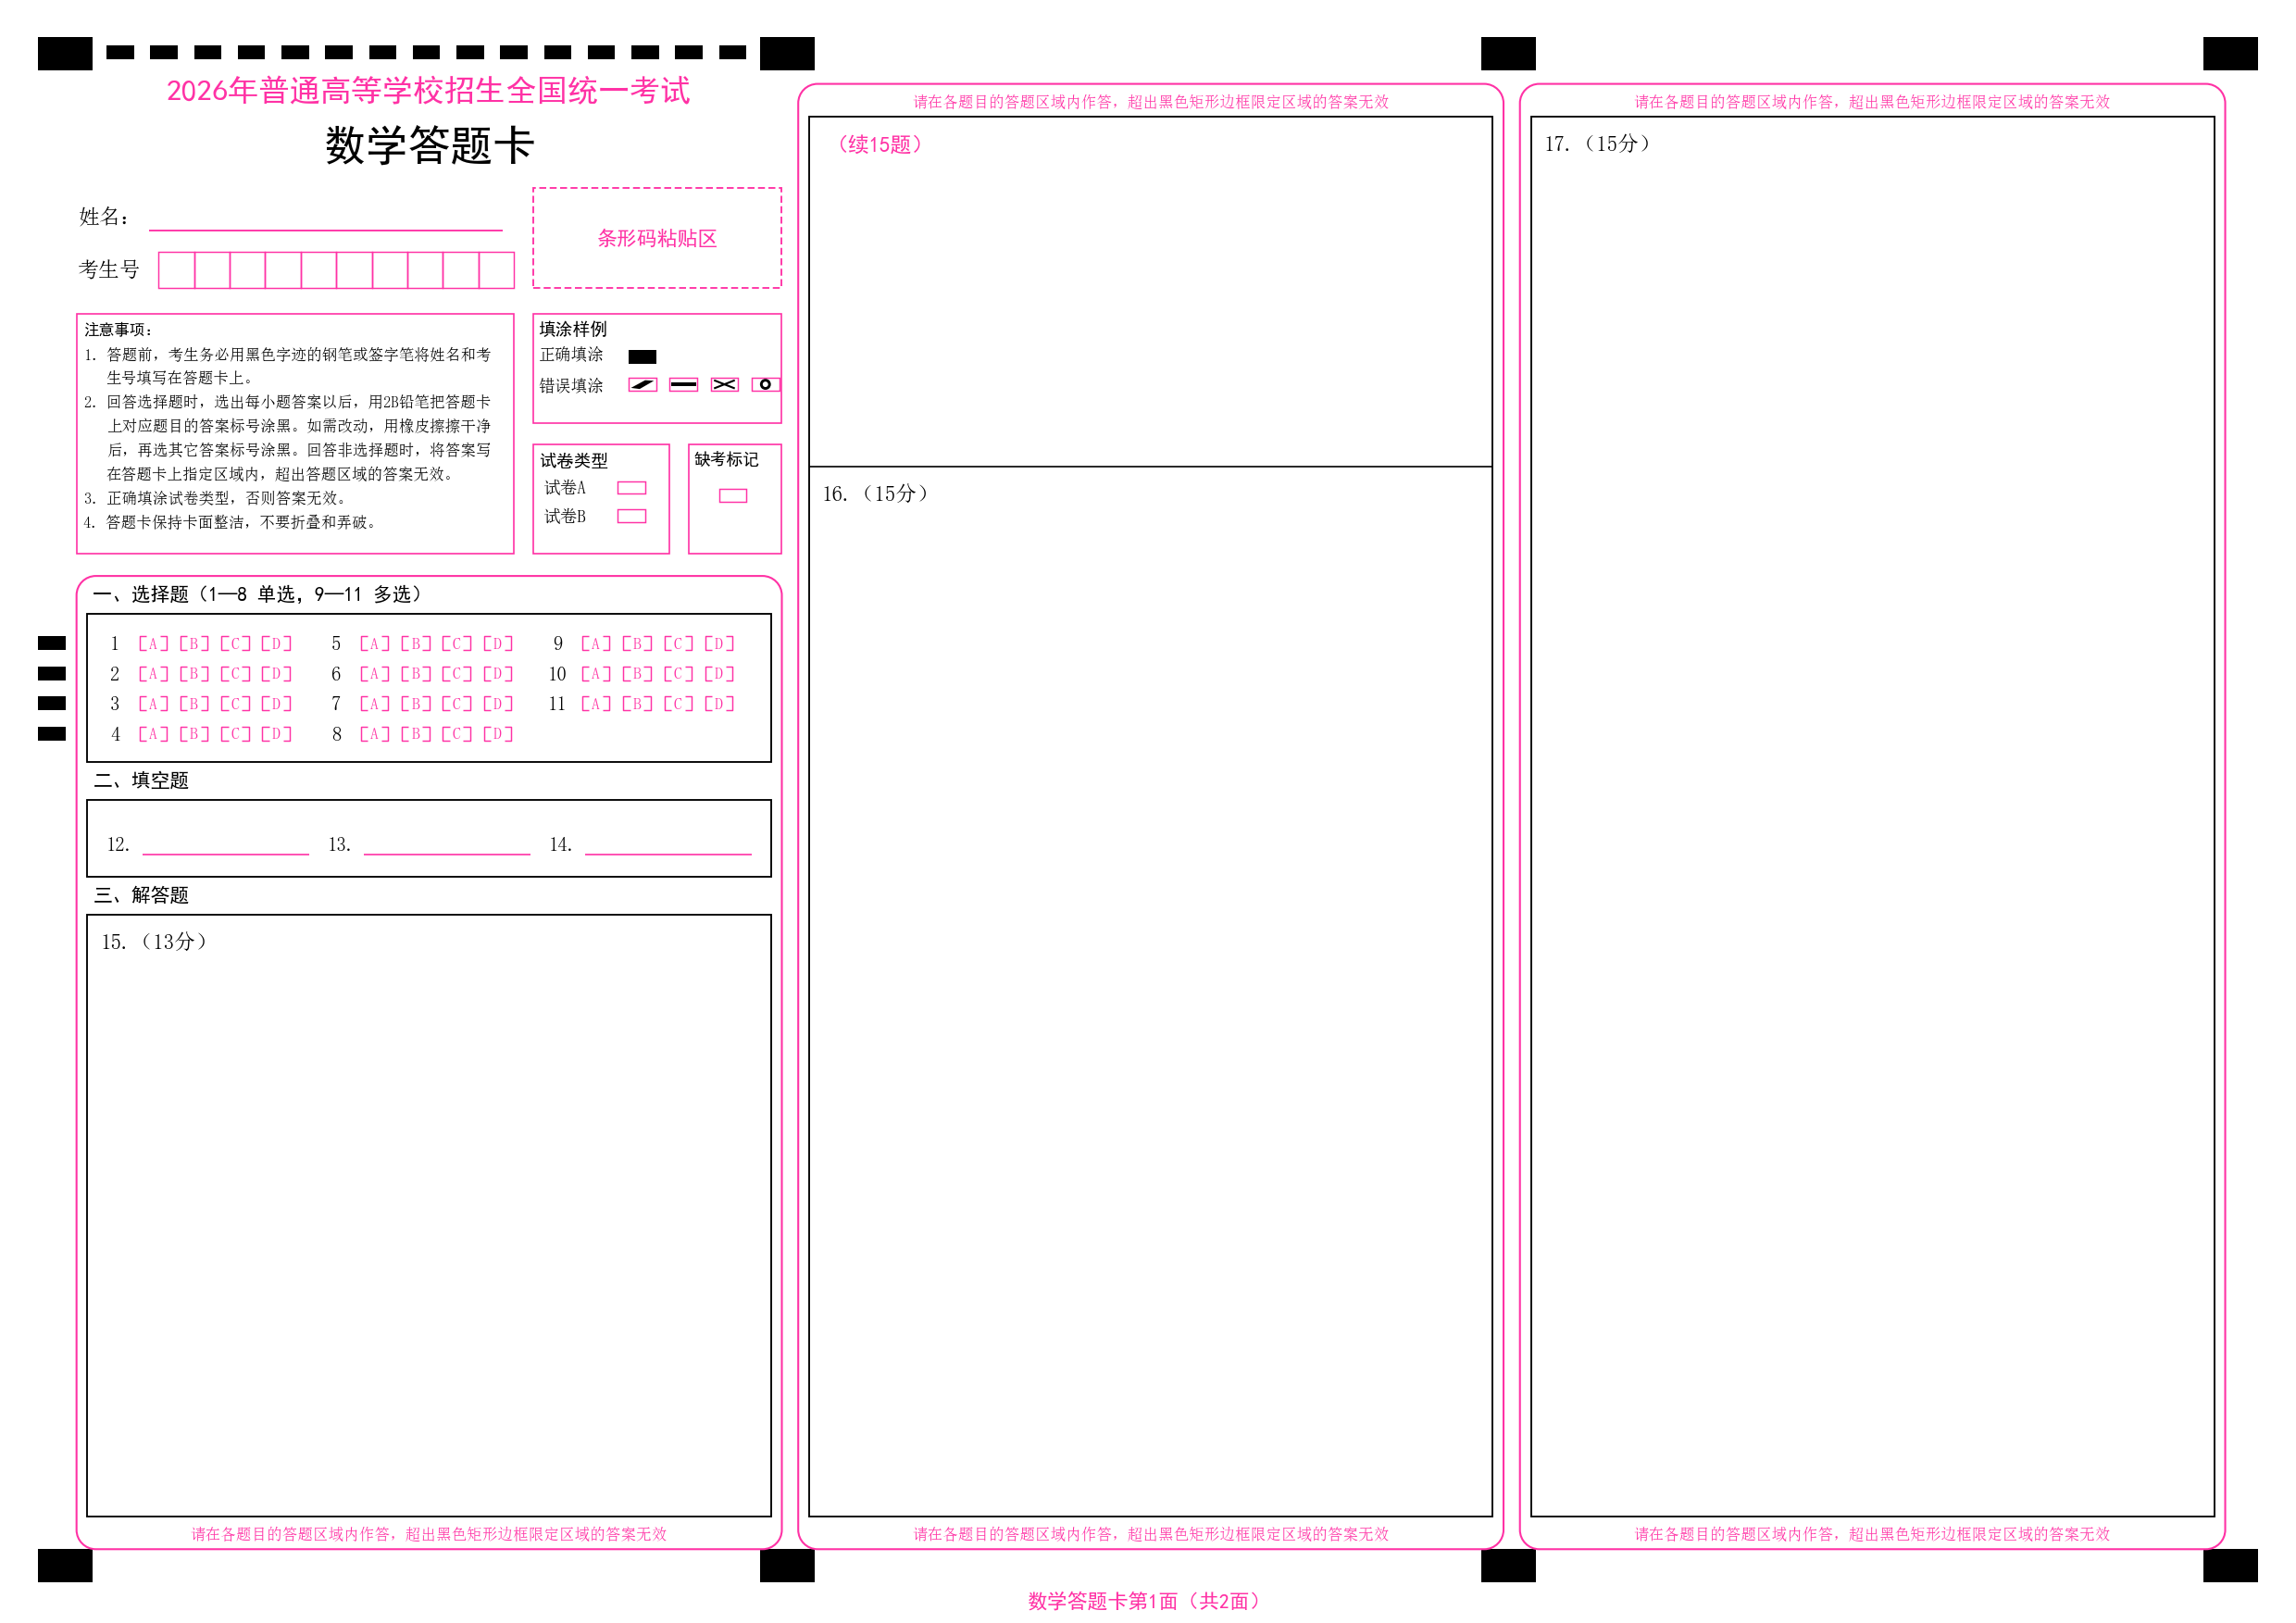 2026年普通高等学校招生全国统一考试
数学答题卡
姓名：
考生号
条形码粘贴区
注意事项：
1. 答题前，考生务必用黑色字迹的钢笔或签字笔将姓名和考
生号填写在答题卡上。
2. 回答选择题时，选出每小题答案以后，用2B铅笔把答题卡
上对应题目的答案标号涂黑。如需改动，用橡皮擦擦干净
后，再选其它答案标号涂黑。回答非选择题时，将答案写
在答题卡上指定区域内，超出答题区域的答案无效。
3. 正确填涂试卷类型，否则答案无效。
4. 答题卡保持卡面整洁，不要折叠和弄破。
填涂样例
正确填涂
错误填涂
试卷类型
试卷A
试卷B
缺考标记
一、选择题（1—8 单选，9—11 多选）
1 [A] [B] [C] [D] 5 [A] [B] [C] [D] 9 [A] [B] [C] [D]
2 [A] [B] [C] [D] 6 [A] [B] [C] [D] 10 [A] [B] [C] [D]
3 [A] [B] [C] [D] 7 [A] [B] [C] [D] 11 [A] [B] [C] [D]
4 [A] [B] [C] [D] 8 [A] [B] [C] [D]
二、填空题
12. 13. 14.
三、解答题
15.（13分）
请在各题目的答题区域内作答，超出黑色矩形边框限定区域的答案无效
请在各题目的答题区域内作答，超出黑色矩形边框限定区域的答案无效
（续15题）
16.（15分）
请在各题目的答题区域内作答，超出黑色矩形边框限定区域的答案无效
请在各题目的答题区域内作答，超出黑色矩形边框限定区域的答案无效
17.（15分）
请在各题目的答题区域内作答，超出黑色矩形边框限定区域的答案无效
数学答题卡第1面（共2面）